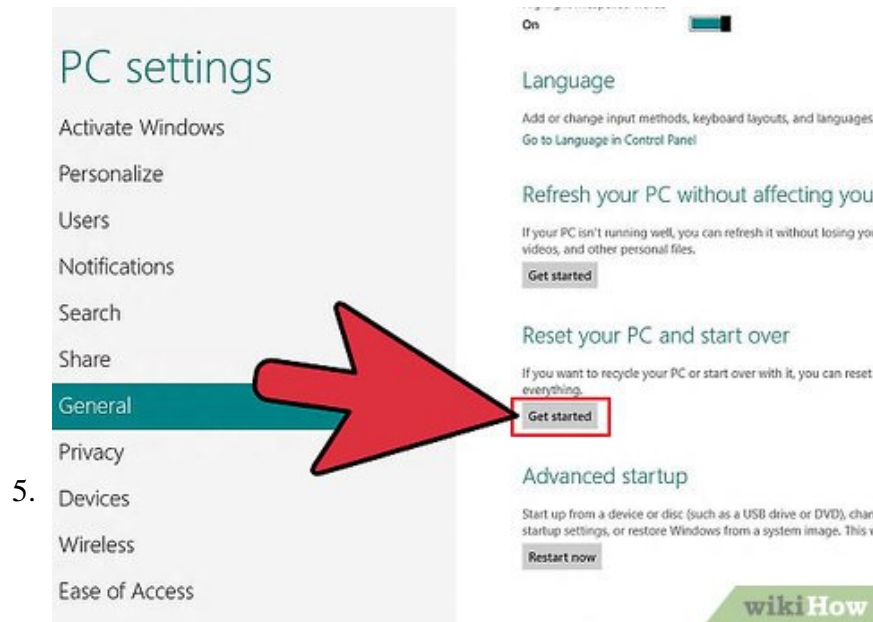 On
PC settings
Activate Windows
Personalize
Users
Notifications
Search
Share
General
Privacy
5.
Devices
Wireless
Ease of Access
Language
Add or change input methods, keyboard layouts, and languages
Go to Language in Control Panel
Refresh your PC without affecting you
If your PC isn't running well, you can refresh it without losing you
videos, and other personal files.
Get started
Reset your PC and start over
If you want to recycle your PC or start over with it, you can reset
everything.
Get started
Advanced startup
Start up from a device or disc (such as a USB drive or DVD), chan
startup settings, or restore Windows from a system image. This w
Restart now
wikiHow